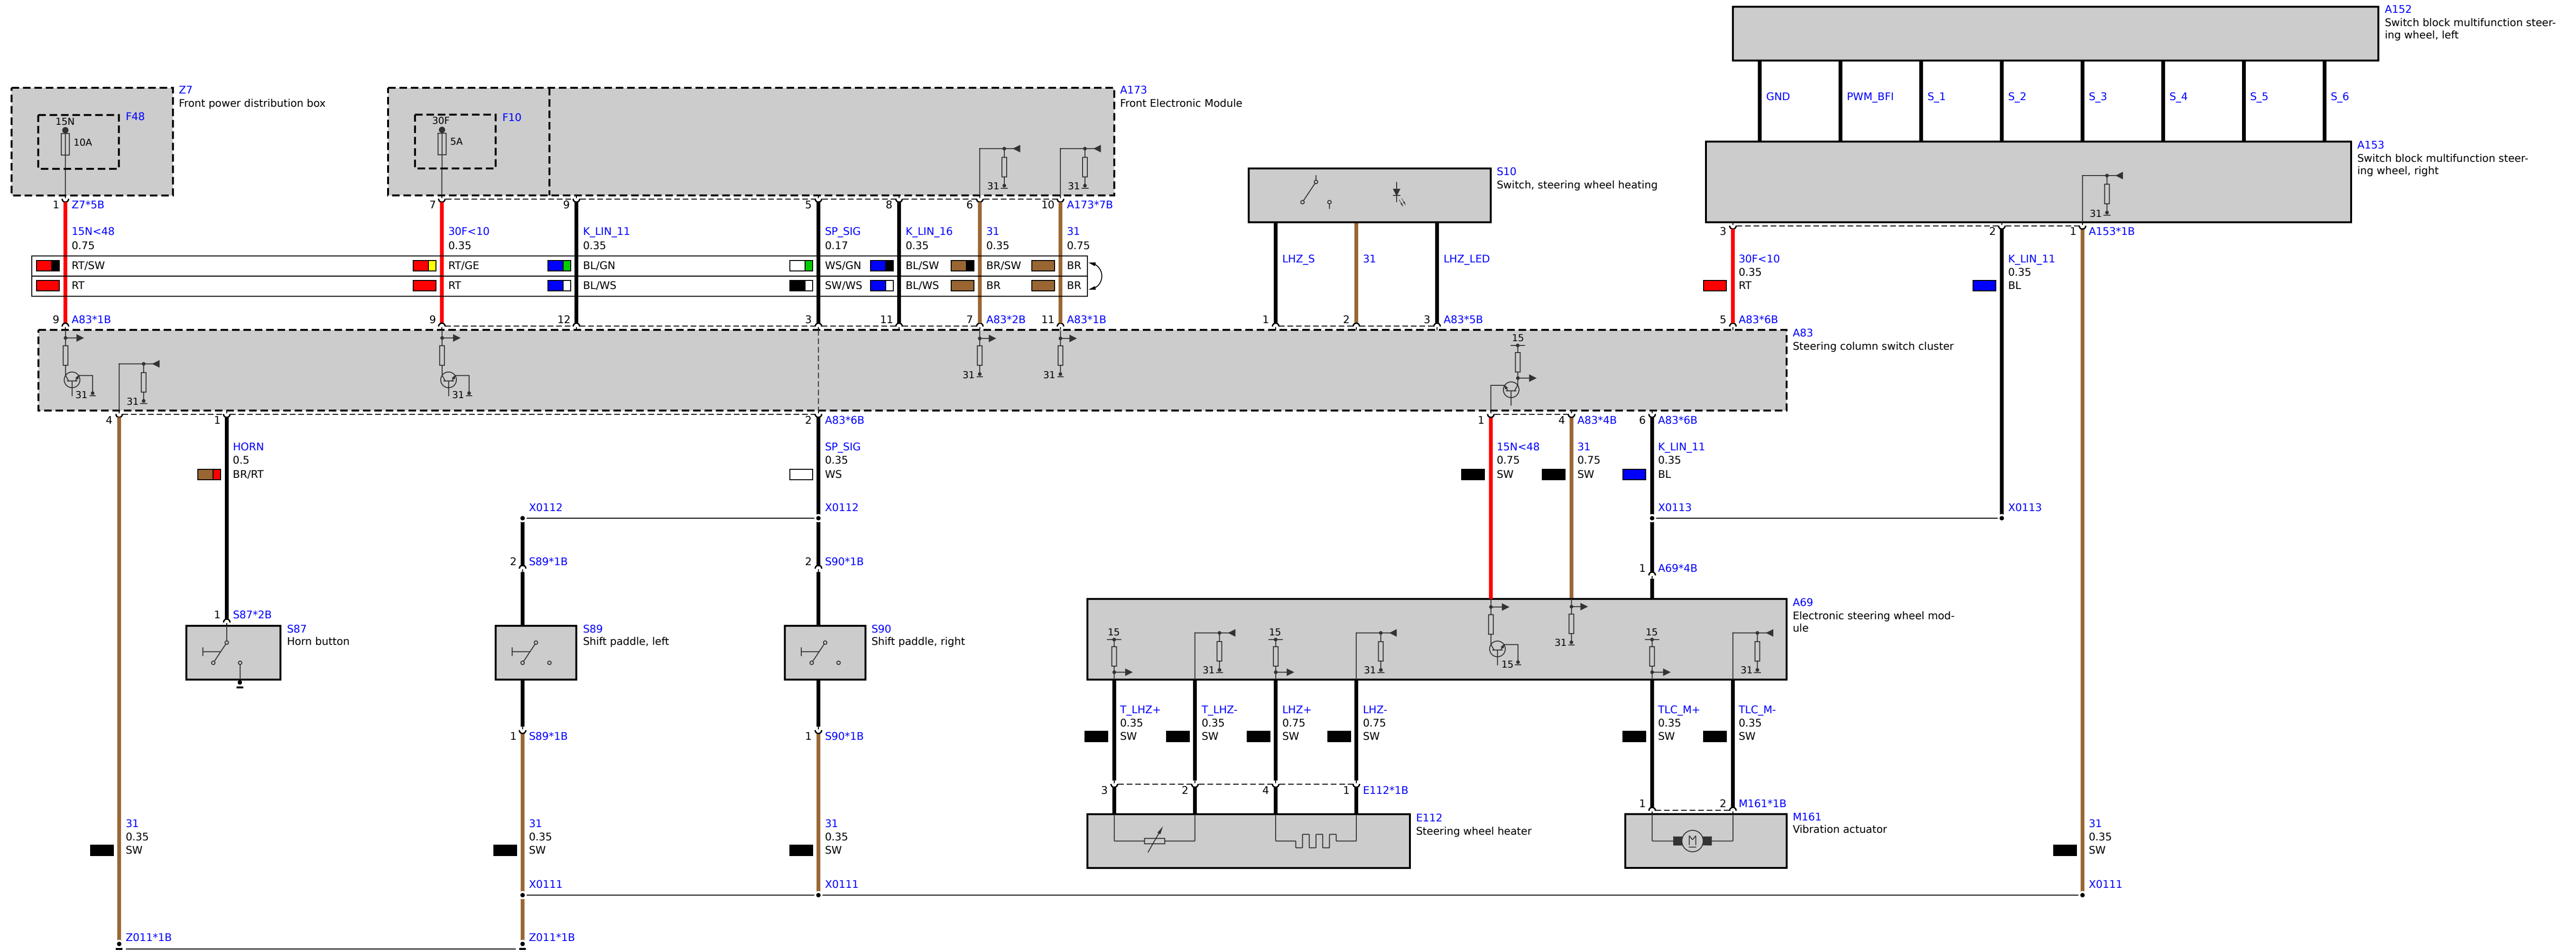 A152
Switch block multifunction steer-
ing wheel, left
Z7
Front power distribution box
A173
Front Electronic Module
GND PWM_BFI S_1 S_2 S_3 S_4 S_5 S_6
15N F48
10A
30F F10
5A
A153
Switch block multifunction steer-
ing wheel, right
S10
Switch, steering wheel heating
31 31
31
1 Z7*5B 7 9 5 8 6 10 A173*7B
3 2 1 A153*1B
15N<48 30F<10 K_LIN_11 SP_SIG K_LIN_16 31 31
0.75 0.35 0.35 0.17 0.35 0.35 0.75
RT/SW RT/GE BL/GN WS/GN BL/SW BR/SW BR
RT RT BL/WS SW/WS BL/WS BR BR
LHZ_S 31 LHZ_LED
30F<10 K_LIN_11
0.35 0.35
RT BL
9 A83*1B 9 12 3 11 7 A83*2B 11 A83*1B 1 2 3 A83*5B 5 A83*6B
A83
Steering column switch cluster
15
31 31
31 31 31
4 1 2 A83*6B 1 4 A83*4B 6 A83*6B
HORN SP_SIG 15N<48 31 K_LIN_11
0.5 0.35 0.75 0.75 0.35
BR/RT WS SW SW BL
X0112 X0112 X0113 X0113
2 S89*1B 2 S90*1B 1 A69*4B
1 S87*2B
S87
Horn button
S89
Shift paddle, left
S90
Shift paddle, right
A69
Electronic steering wheel mod-
ule
15 15 31 15
31 31 15 31
T_LHZ+ T_LHZ- LHZ+ LHZ- TLC_M+ TLC_M-
0.35 0.35 0.75 0.75 0.35 0.35
SW SW SW SW SW SW
1 S89*1B 1 S90*1B
3 2 4 1 E112*1B 1 2 M161*1B
E112
Steering wheel heater
M161
Vibration actuator
M
31 31 31 31
0.35 0.35 0.35 0.35
SW SW SW SW
X0111 X0111 X0111
Z011*1B Z011*1B